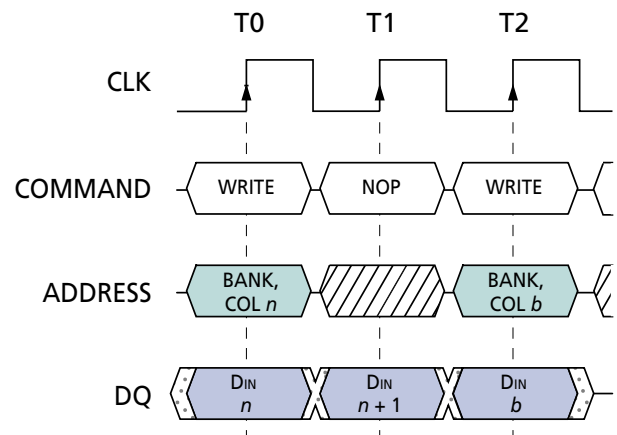 T0 T1 T2
CLK
COMMAND WRITE NOP WRITE
ADDRESS BANK, COL n BANK, COL b
DQ DIN n DIN n + 1 DIN b